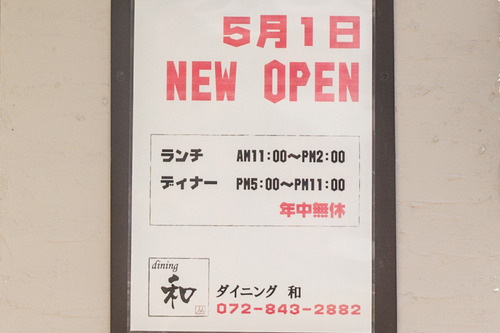 5月1日
NEW OPEN
ランチ AM11:00～PM2:00
ディナー PM5:00～PM11:00
年中無休
dining
和
ダイニング 和
072-843-2882